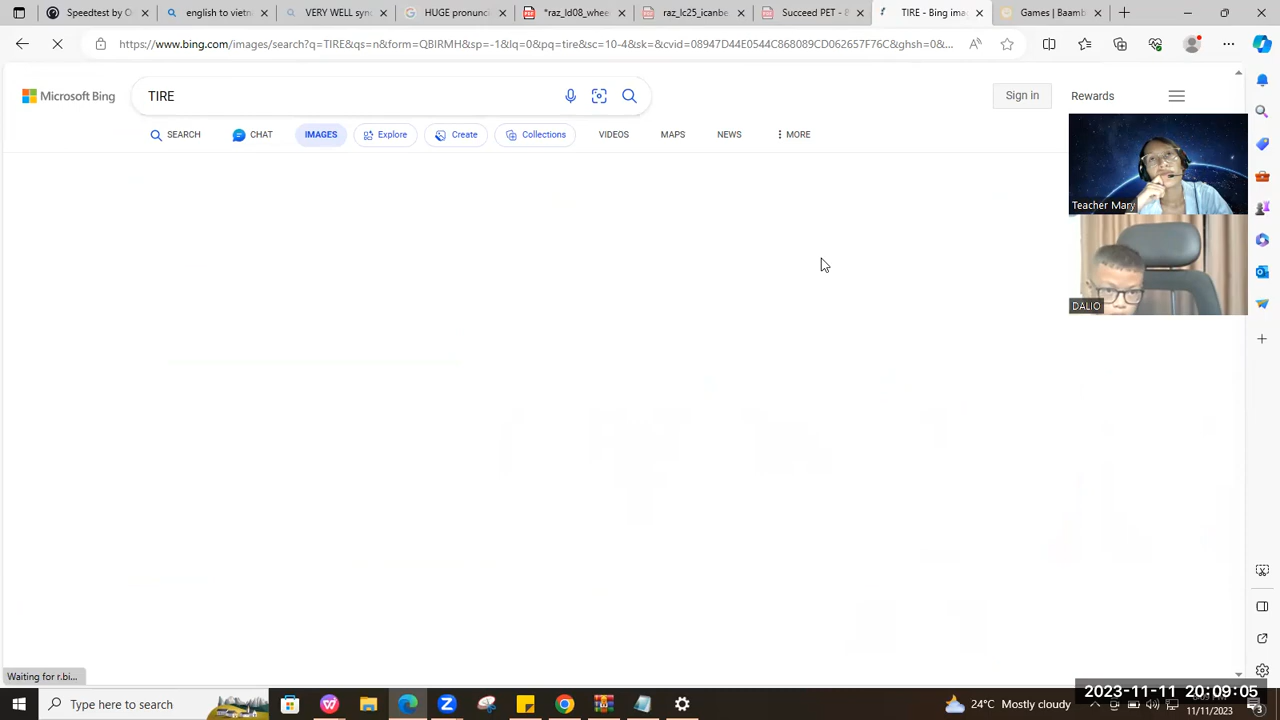 Speedtest by O
english to vietna
VERY WELL syn
HUGE pronunci
*raz_ld08_whee
raz_lc25_icanbe
Succeed PET - B
TIRE - Bing ima
Games | Baamb
https://www.bing.com/images/search?q=TIRE&qs=n&form=QBIRMH&sp=-1&lq=0&pq=tire&sc=10-4&sk=&cvid=08947D44E0544C868089CD062657F76C&ghsh=0&...
Microsoft Bing
TIRE
Sign in
Rewards
SEARCH
CHAT
IMAGES
Explore
Create
Collections
VIDEOS
MAPS
NEWS
MORE
Teacher Mary
DALIO
Waiting for r.bi...
Type here to search
24°C Mostly cloudy
2023-11-11 20:09:05
11/11/2023
3